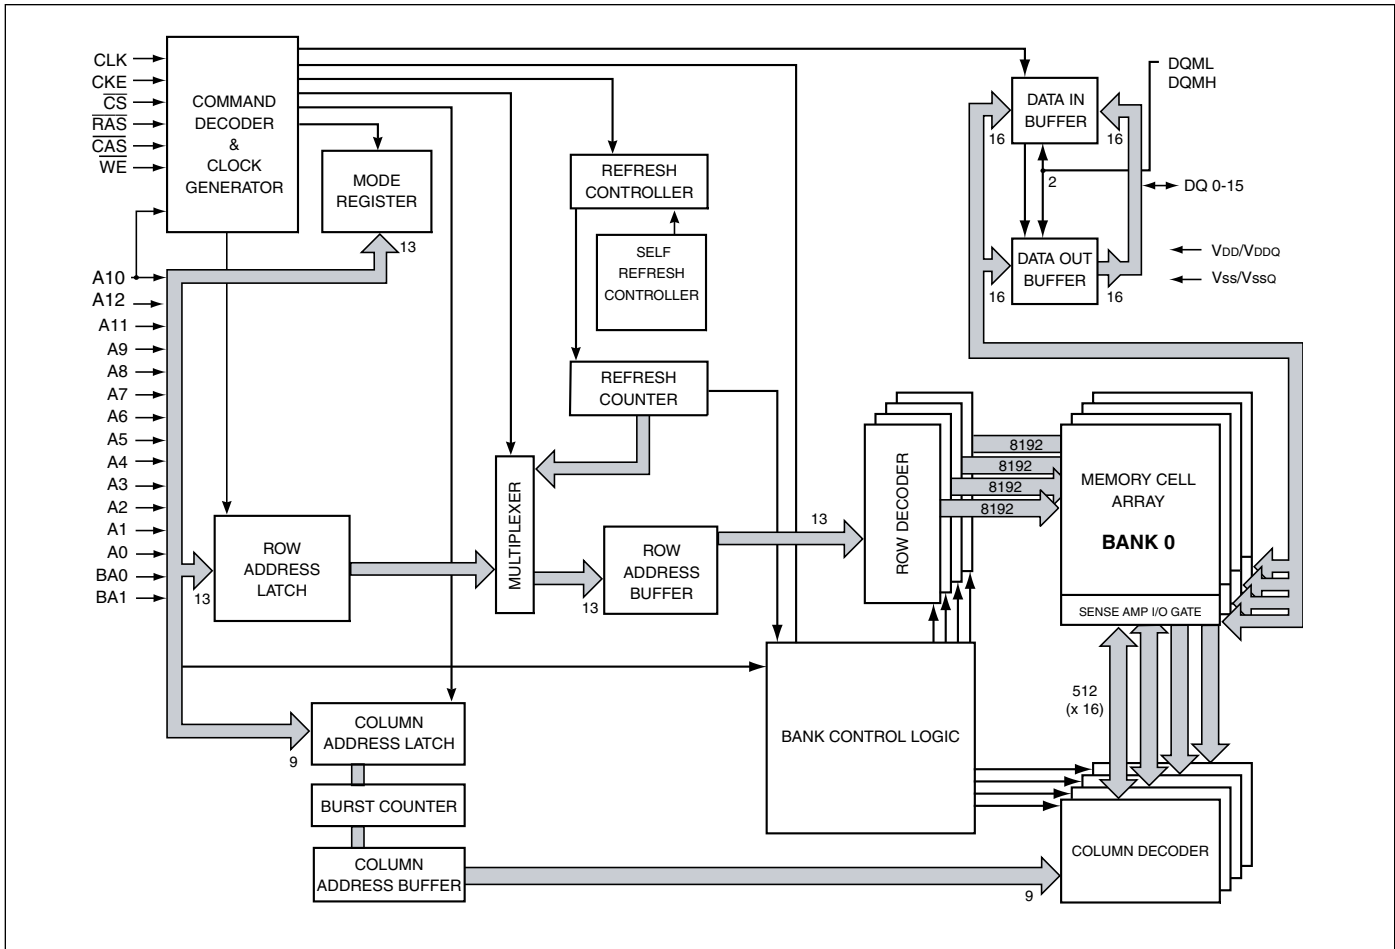 CLK
CKE
CS
RAS
CAS
WE
A10
A12
A11
A9
A8
A7
A6
A5
A4
A3
A2
A1
A0
BA0
BA1
COMMAND
DECODER
&
CLOCK
GENERATOR
MODE
REGISTER
13
REFRESH
CONTROLLER
SELF
REFRESH
CONTROLLER
REFRESH
COUNTER
MULTIPLEXER
13
ROW
ADDRESS
LATCH
13
ROW
ADDRESS
BUFFER
13
ROW DECODER
8192
8192
8192
8192
MEMORY CELL
ARRAY
BANK 0
SENSE AMP I/O GATE
DATA IN
BUFFER
16
16
2
DATA OUT
BUFFER
16
16
DQML
DQMH
DQ 0-15
VDD/VDDQ
Vss/VssQ
BANK CONTROL LOGIC
512
(x 16)
COLUMN DECODER
9
COLUMN
ADDRESS LATCH
BURST COUNTER
COLUMN
ADDRESS BUFFER
9